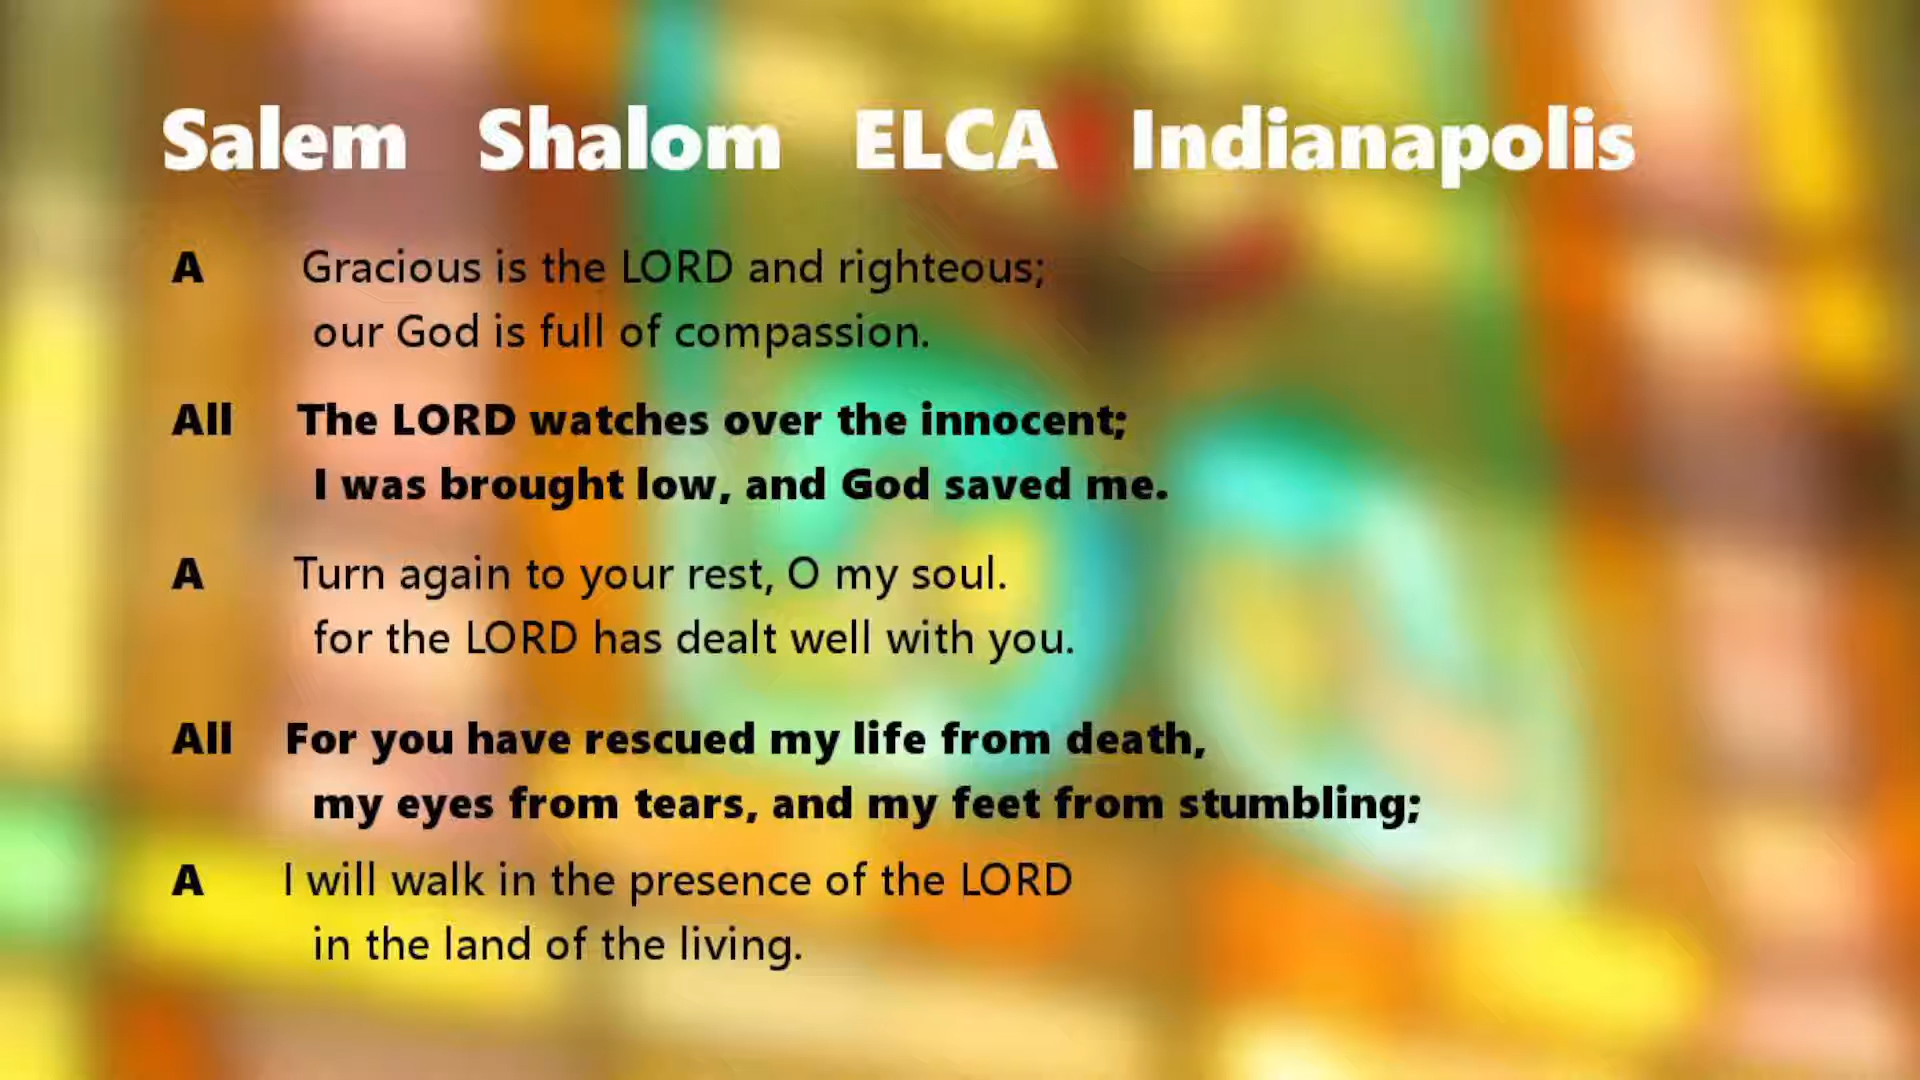 Salem Shalom ELCA Indianapolis
A Gracious is the LORD and righteous;
our God is full of compassion.
All The LORD watches over the innocent;
I was brought low, and God saved me.
A Turn again to your rest, O my soul.
for the LORD has dealt well with you.
All For you have rescued my life from death,
my eyes from tears, and my feet from stumbling;
A I will walk in the presence of the LORD
in the land of the living.